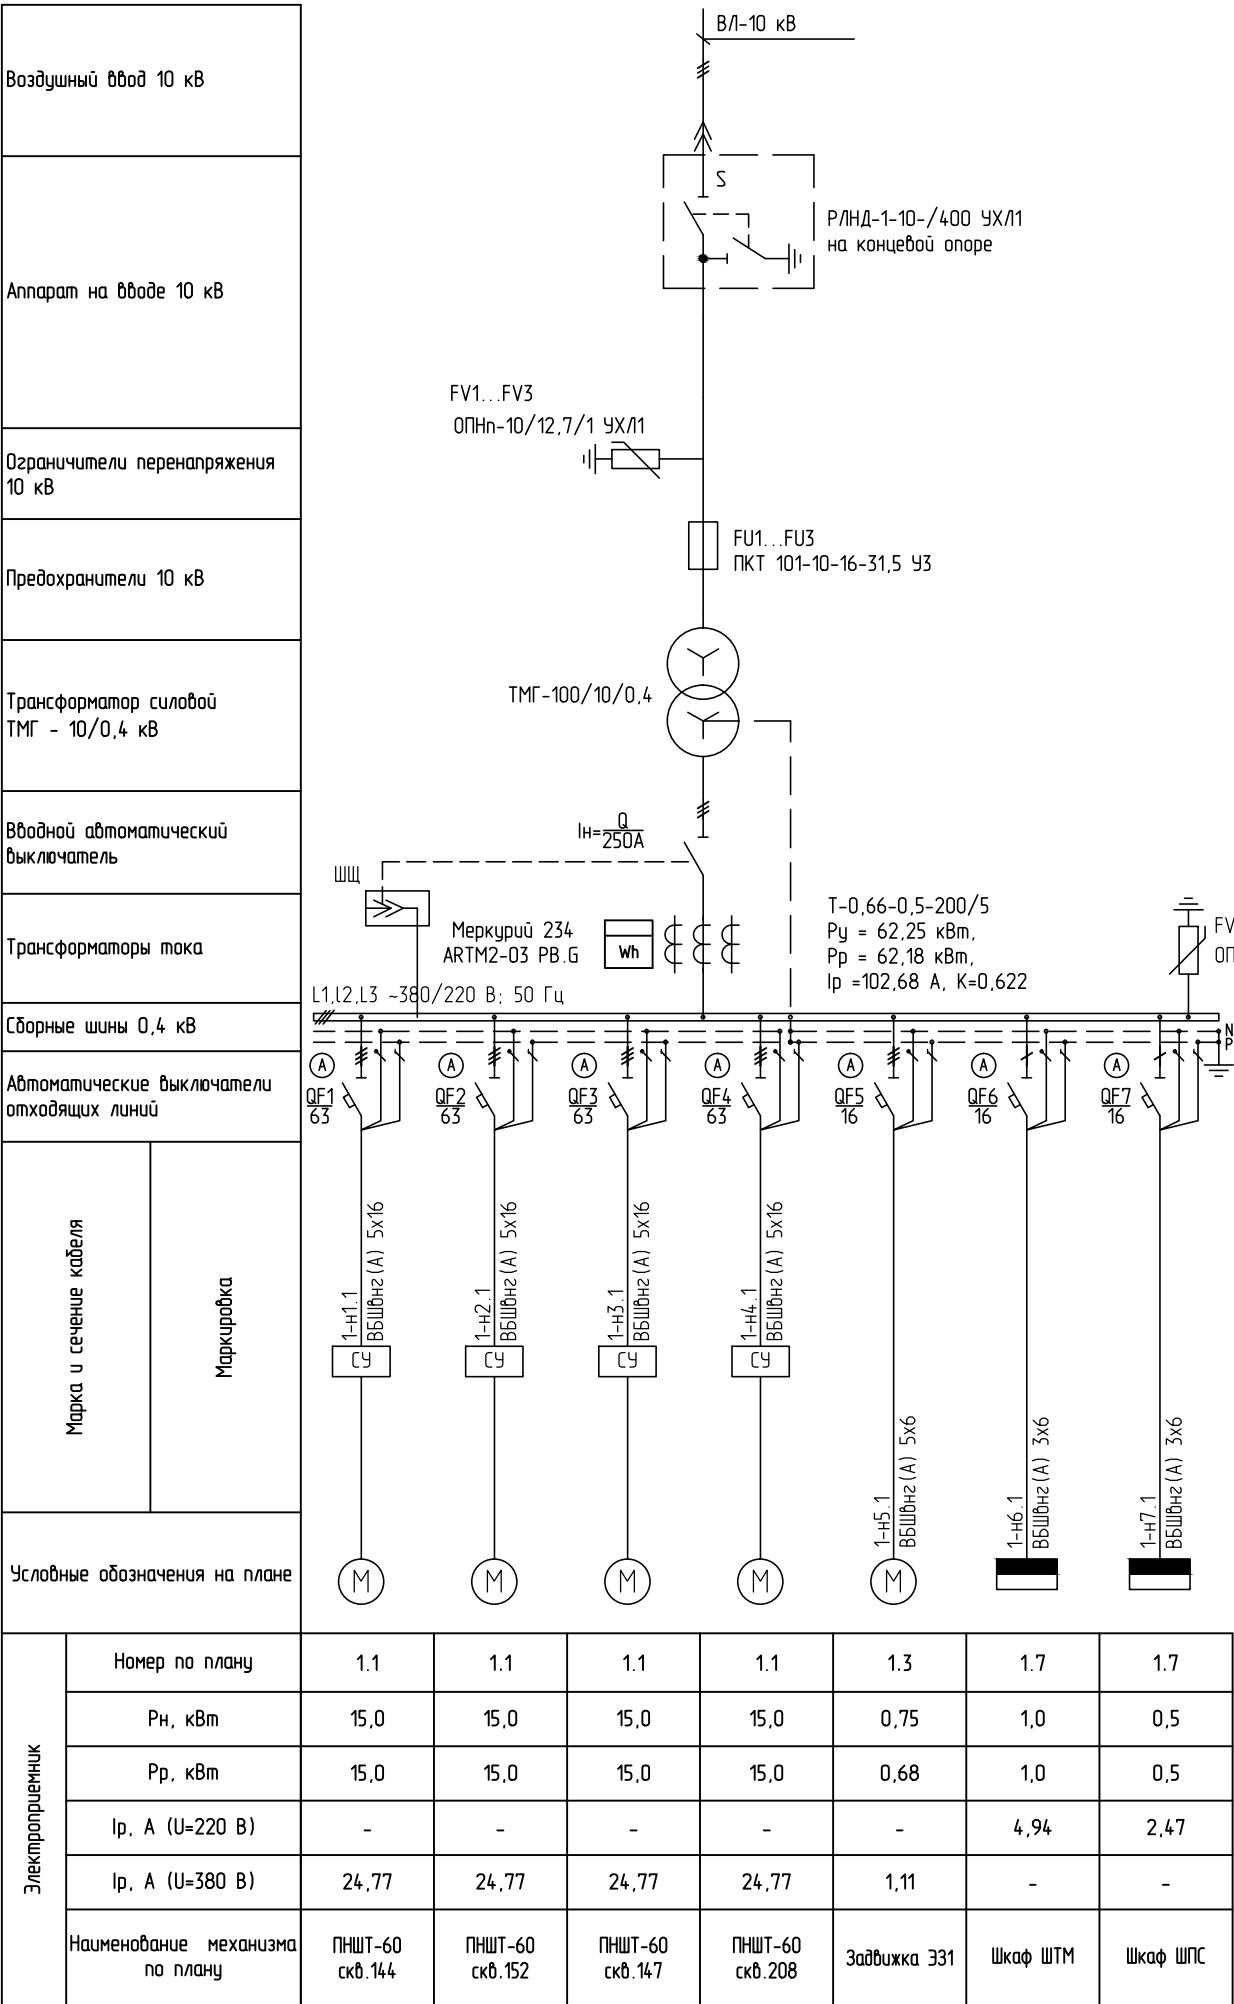 ВЛ-10 кВ
Воздушный ввод 10 кВ
S
РЛНД-1-10-/400 УХЛ1
на концевой опоре
Аппарат на вводе 10 кВ
FV1...FV3
ОПНп-10/12,7/1 УХЛ1
Ограничители перенапряжения
10 кВ
FU1...FU3
ПКТ 101-10-16-31,5 У3
Предохранители 10 кВ
Трансформатор силовой
ТМГ - 10/0,4 кВ
ТМГ-100/10/0,4
Вводной автоматический
выключатель
Iн=
Q
250А
ШЩ
Трансформаторы тока
Меркурий 234
ARTM2-03 PB.G
Wh
Т-0,66-0,5-200/5
Ру = 62,25 кВт,
Рр = 62,18 кВт,
Iр =102,68 А, К=0,622
FV
ОП
L1,L2,L3 ~380/220 В; 50 Гц
Сборные шины 0,4 кВ
N
P
Автоматические выключатели
отходящих линий
A A A A A A A
QF1 QF2 QF3 QF4 QF5 QF6 QF7
63 63 63 63 16 16 16
Марка и сечение кабеля
Маркировка
1-н1.1
ВБШвнг(А) 5х16
1-н2.1
ВБШвнг(А) 5х16
1-н3.1
ВБШвнг(А) 5х16
1-н4.1
ВБШвнг(А) 5х16
1-н5.1
ВБШвнг(А) 5х6
1-н6.1
ВБШвнг(А) 3х6
1-н7.1
ВБШвнг(А) 3х6
СУ СУ СУ СУ
Условные обозначения на плане
М М М М М
Электроприемник
Номер по плану 1.1 1.1 1.1 1.1 1.3 1.7 1.7
Рн, кВт 15,0 15,0 15,0 15,0 0,75 1,0 0,5
Рр, кВт 15,0 15,0 15,0 15,0 0,68 1,0 0,5
Iр, А (U=220 В) - - - - - 4,94 2,47
Iр, А (U=380 В) 24,77 24,77 24,77 24,77 1,11 - -
Наименование механизма
по плану
ПНШТ-60
скв.144
ПНШТ-60
скв.152
ПНШТ-60
скв.147
ПНШТ-60
скв.208
Задвижка ЭЗ1
Шкаф ШТМ
Шкаф ШПС